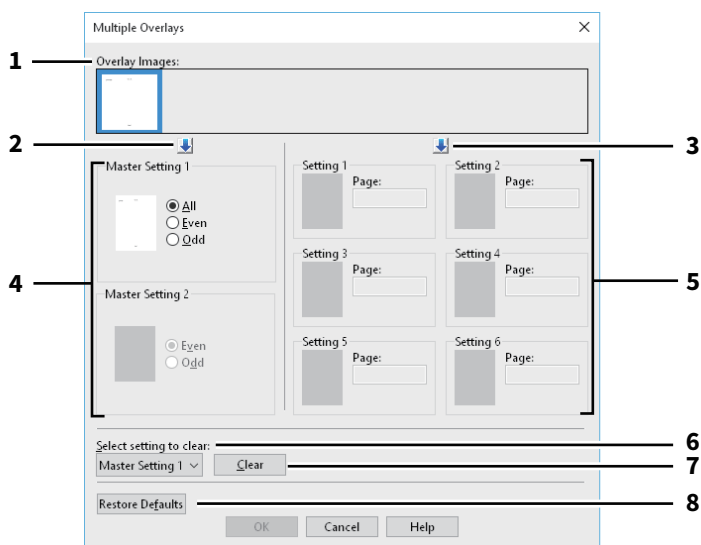 Multiple Overlays
1
Overlay Images:
2
3
Master Setting 1
All
Even
Odd
Setting 1
Page:
Setting 2
Page:
4
Setting 3
Page:
Setting 4
Page:
5
Master Setting 2
Even
Odd
Setting 5
Page:
Setting 6
Page:
Select setting to clear:
6
Master Setting 1
Clear
7
Restore Defaults
8
OK
Cancel
Help